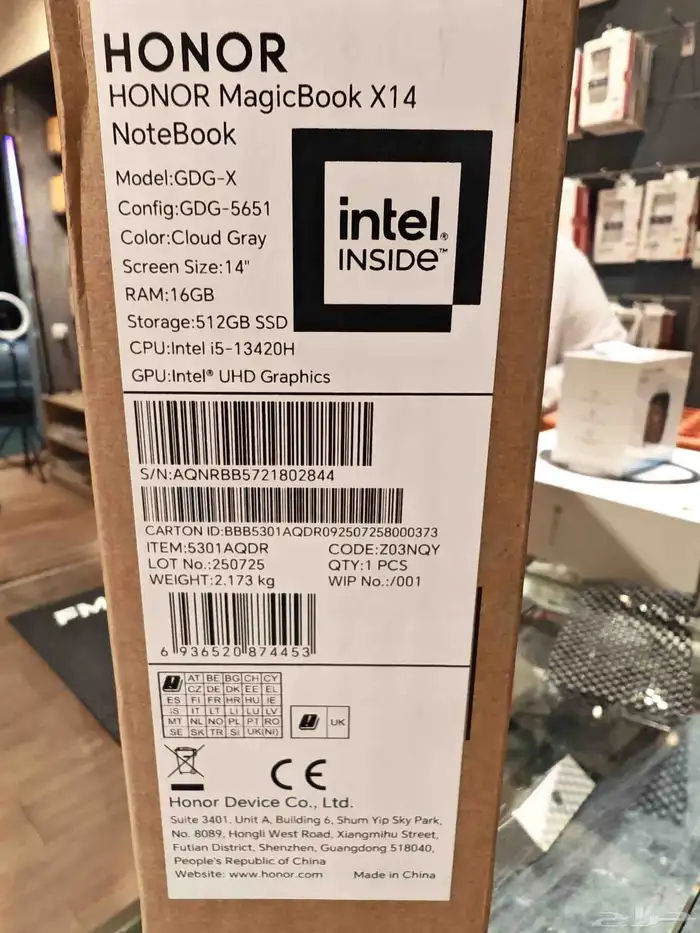 HONOR
HONOR MagicBook X14
NoteBook
Model:GDG-X
Config:GDG-5651
Color:Cloud Gray
Screen Size:14"
RAM:16GB
Storage:512GB SSD
CPU:Intel i5-13420H
GPU:Intel® UHD Graphics
intel®
INSIDE™
S/N:AQNRBB5721802844
CARTON ID:BBB5301AQDR092507258000373
ITEM:5301AQDR CODE:Z03NQY
LOT No.:250725 QTY:1 PCS
WEIGHT:2.173 kg WIP No.:/001
6 936520 874453
AT BE BG CH CY
CZ DE DK EE EL
ES FI FR HR HU IE
IS IT LT LI LU LV
MT NL NO PL PT RO
SE SK TR SI UK(NI)
UK
CE
Honor Device Co., Ltd.
Suite 3401, Unit A, Building 6, Shum Yip Sky Park,
No. 8089, Hongli West Road, Xiangmihu Street,
Futian District, Shenzhen, Guangdong 518040,
People's Republic of China
Website: www.honor.com Made in China
FM
حراج